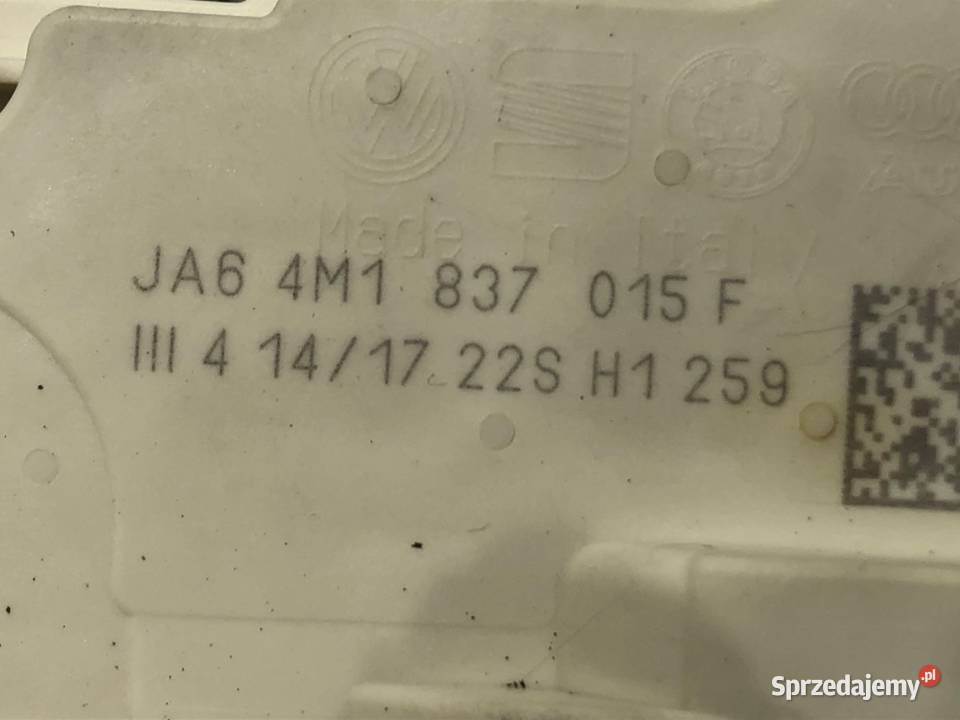 Made in Italy
JA6 4M1 837 015 F
III 4 14/17 22S H1 259
Sprzedajemy.pl